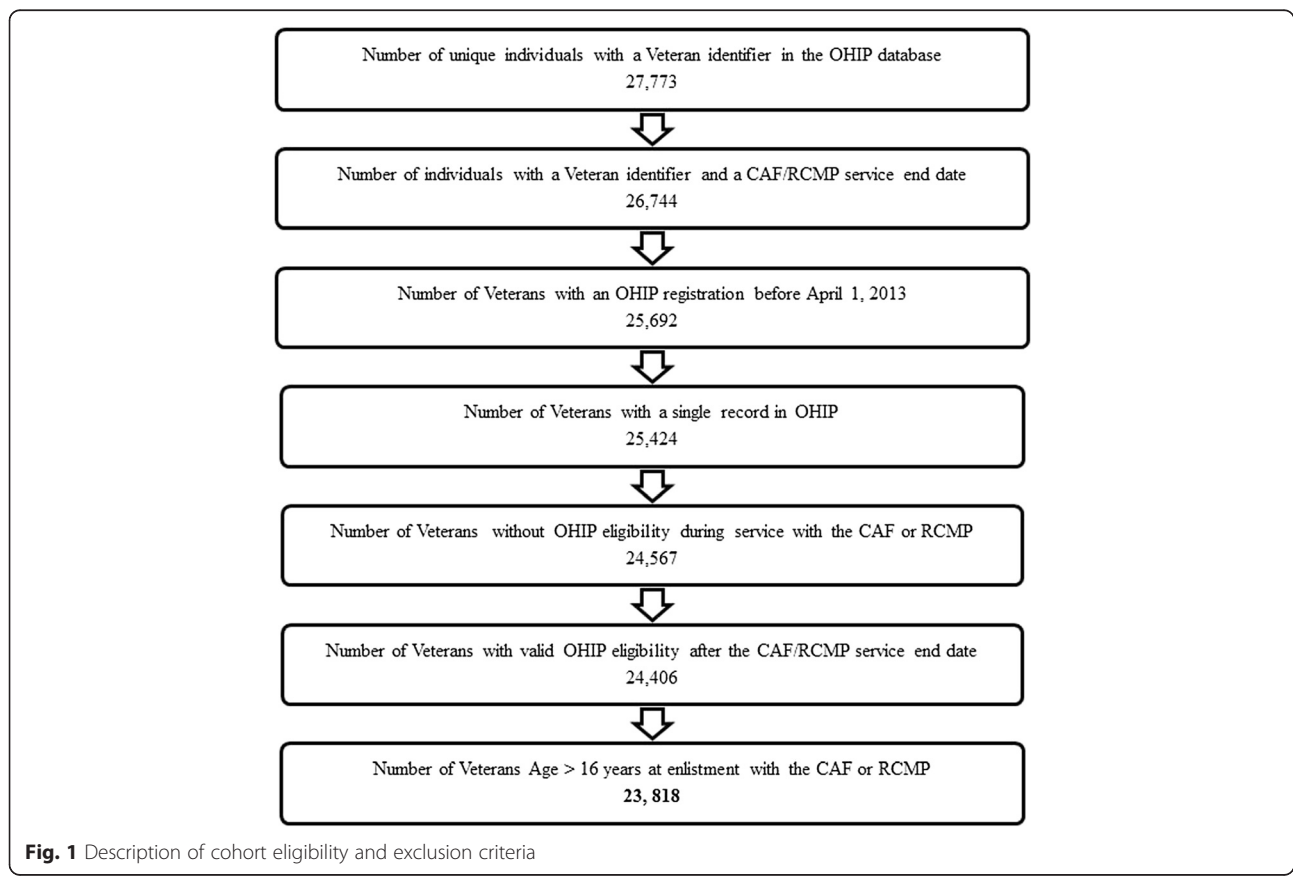 Number of unique individuals with a Veteran identifier in the OHIP database
27,773
Number of individuals with a Veteran identifier and a CAF/RCMP service end date
26,744
Number of Veterans with an OHIP registration before April 1, 2013
25,692
Number of Veterans with a single record in OHIP
25,424
Number of Veterans without OHIP eligibility during service with the CAF or RCMP
24,567
Number of Veterans with valid OHIP eligibility after the CAF/RCMP service end date
24,406
Number of Veterans Age > 16 years at enlistment with the CAF or RCMP
23, 818
Fig. 1 Description of cohort eligibility and exclusion criteria